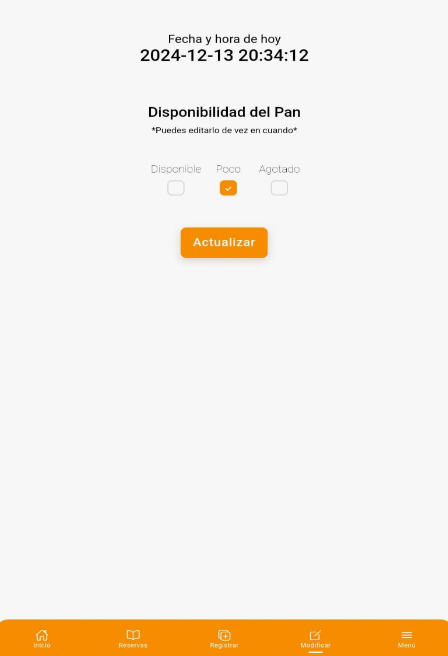 Fecha y hora de hoy
2024-12-13 20:34:12
Disponibilidad del Pan
*Puedes editarlo de vez en cuando*
Disponible Poco Agotado
Actualizar
Inicio Reservas Registrar Modificar Menú